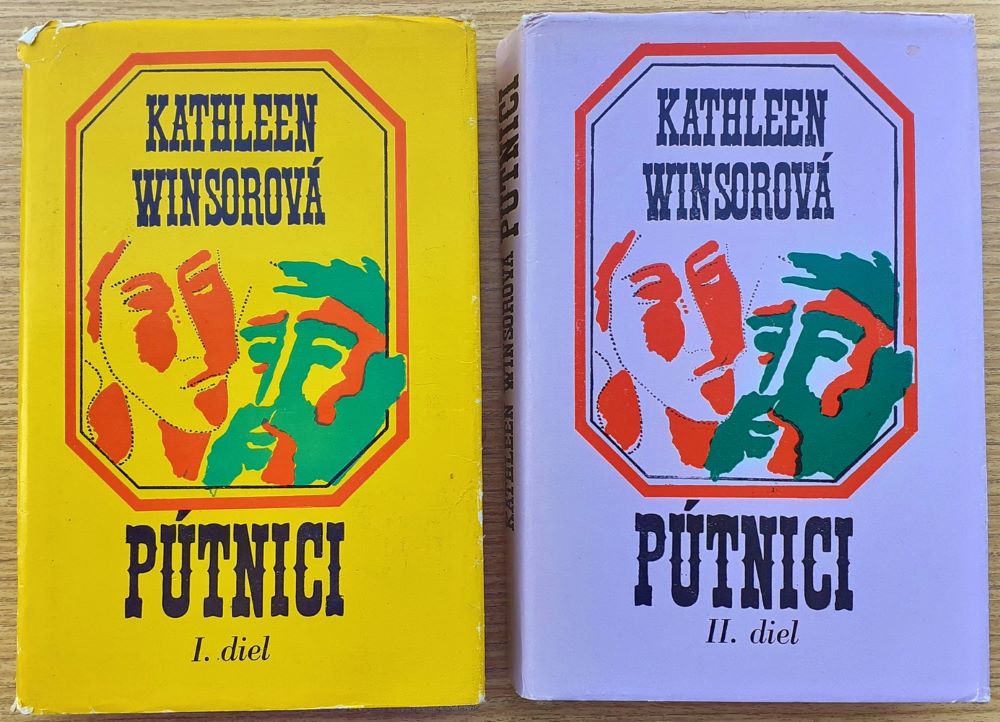 KATHLEEN
WINSOROVÁ
PÚTNICI
I. diel
KATHLEEN WINSOROVÁ PÚTNICI
KATHLEEN
WINSOROVÁ
PÚTNICI
II. diel